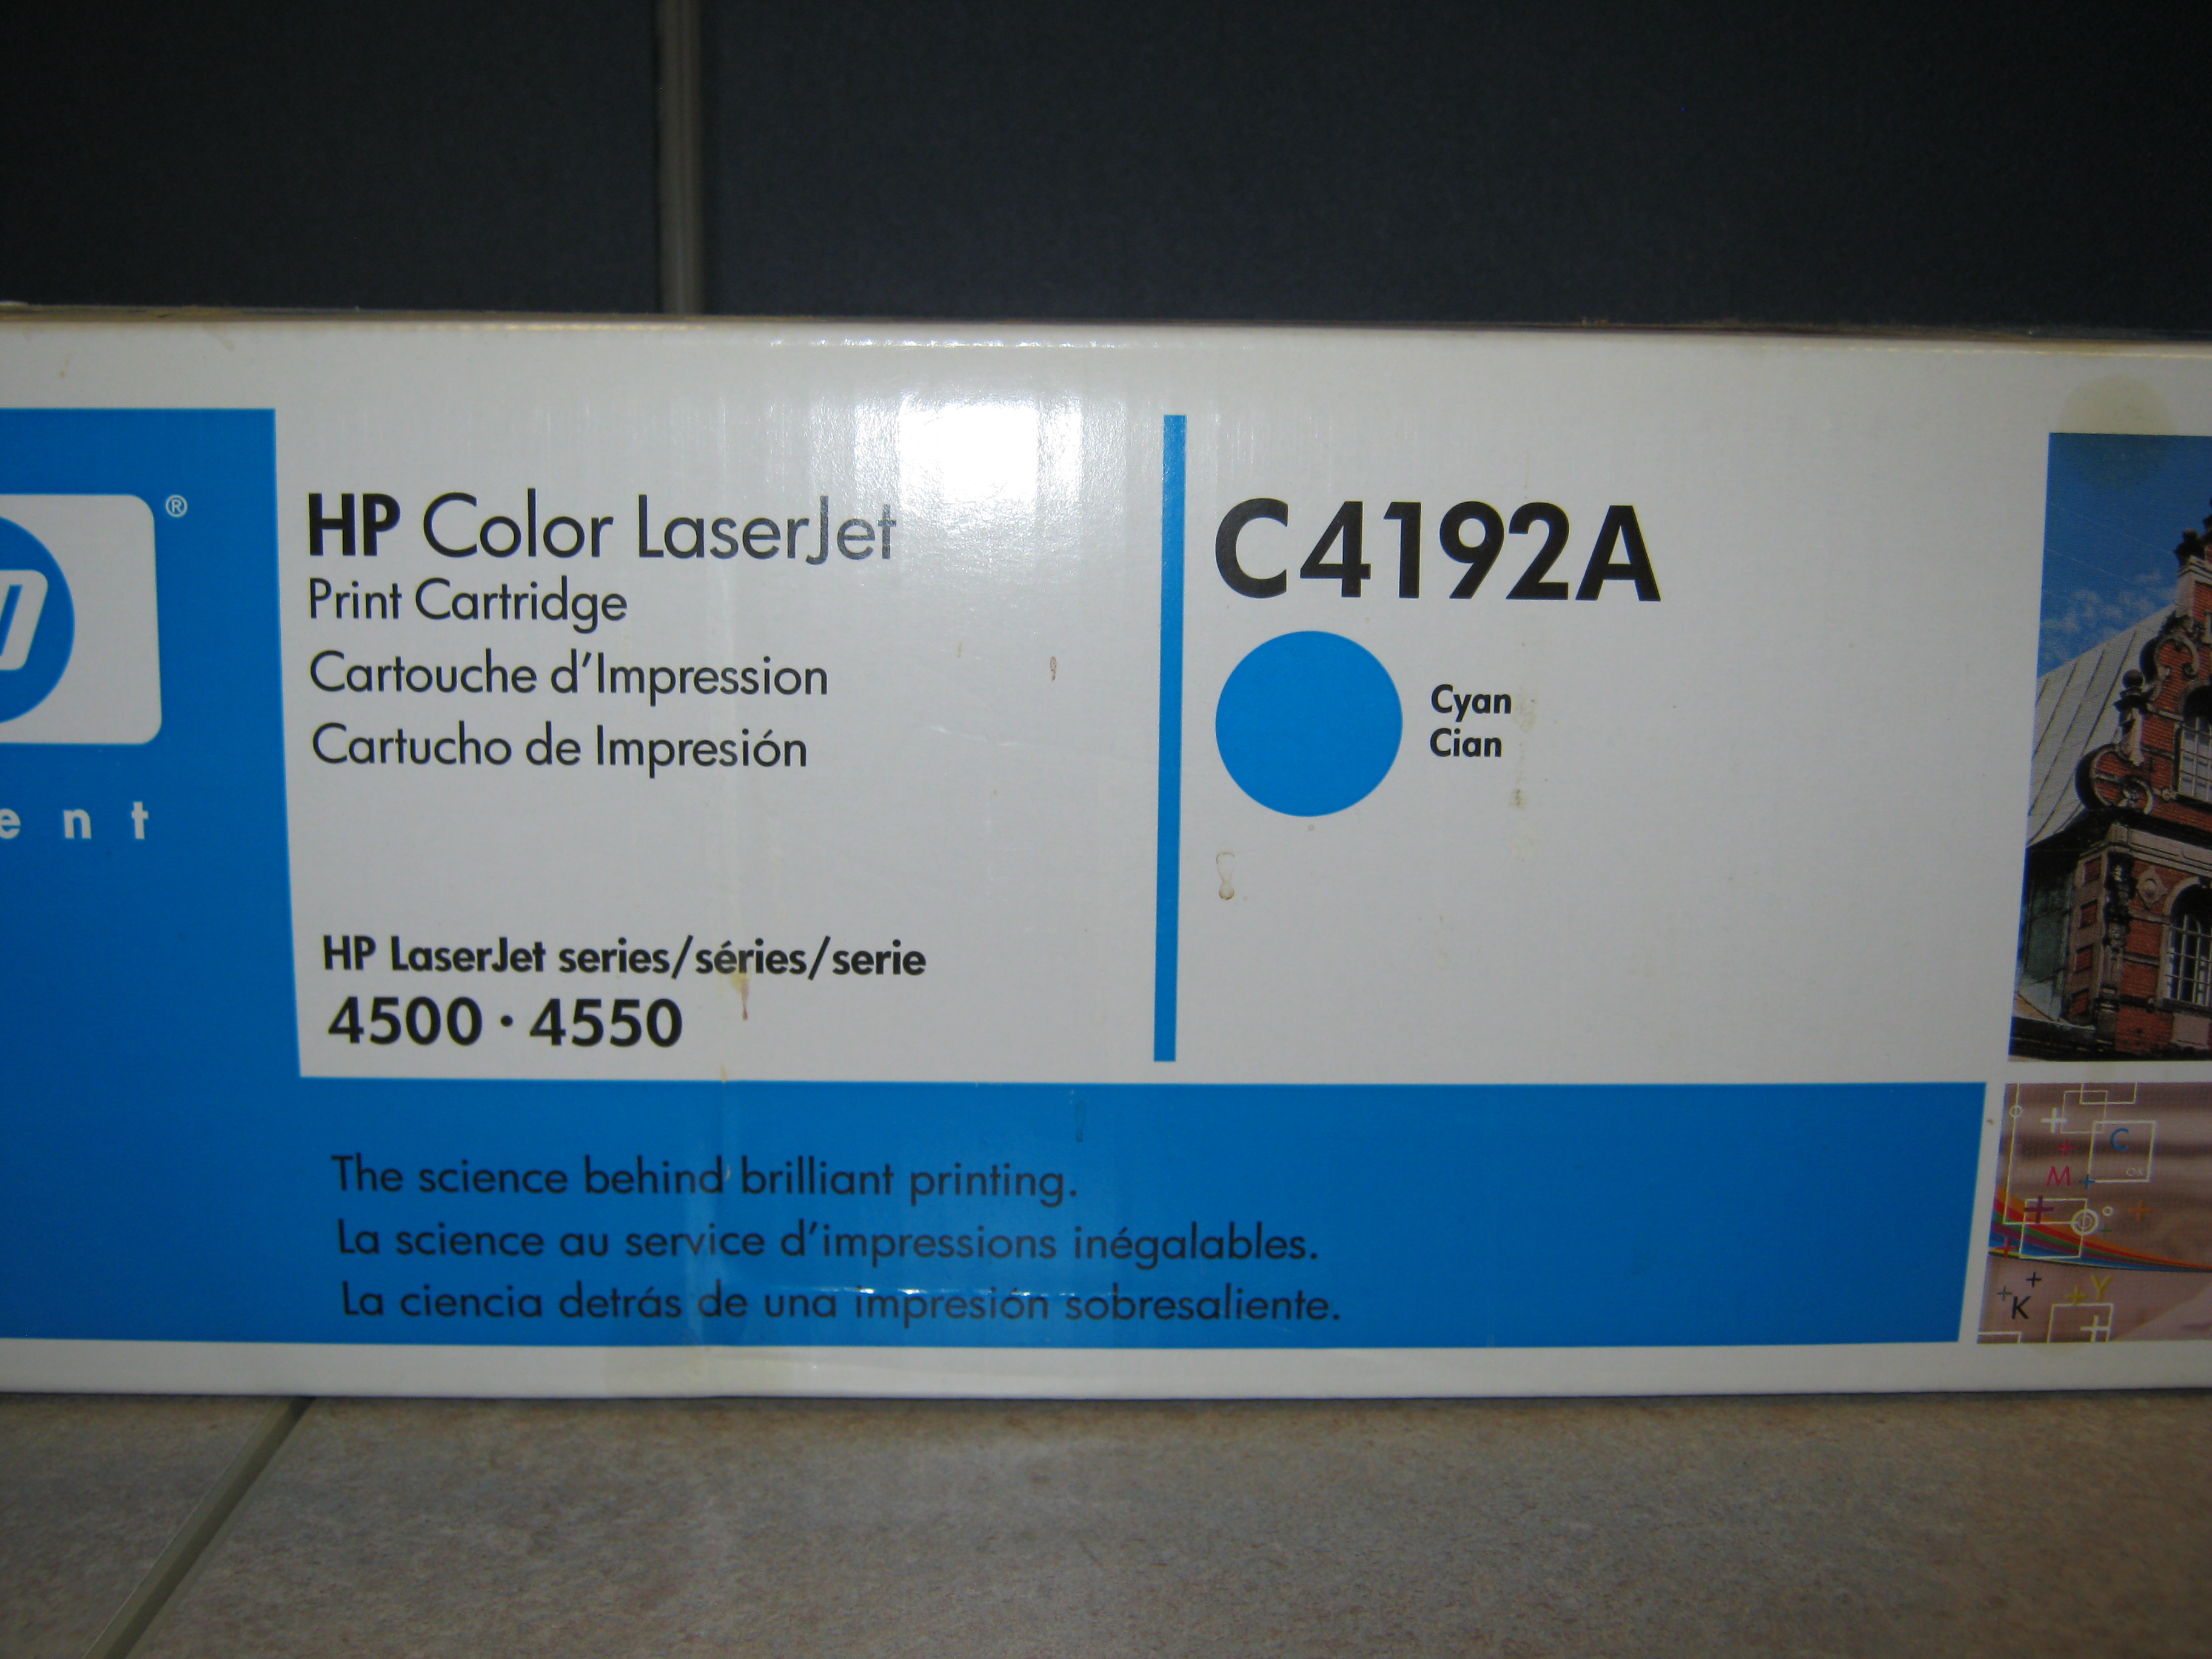 ®
ent
HP Color LaserJet
Print Cartridge
Cartouche d'Impression
Cartucho de Impresión
HP LaserJet series/séries/serie
4500 · 4550
C4192A
Cyan
Cian
The science behind brilliant printing.
La science au service d'impressions inégalables.
La ciencia detrás de una impresión sobresaliente.
C
M
K
Y